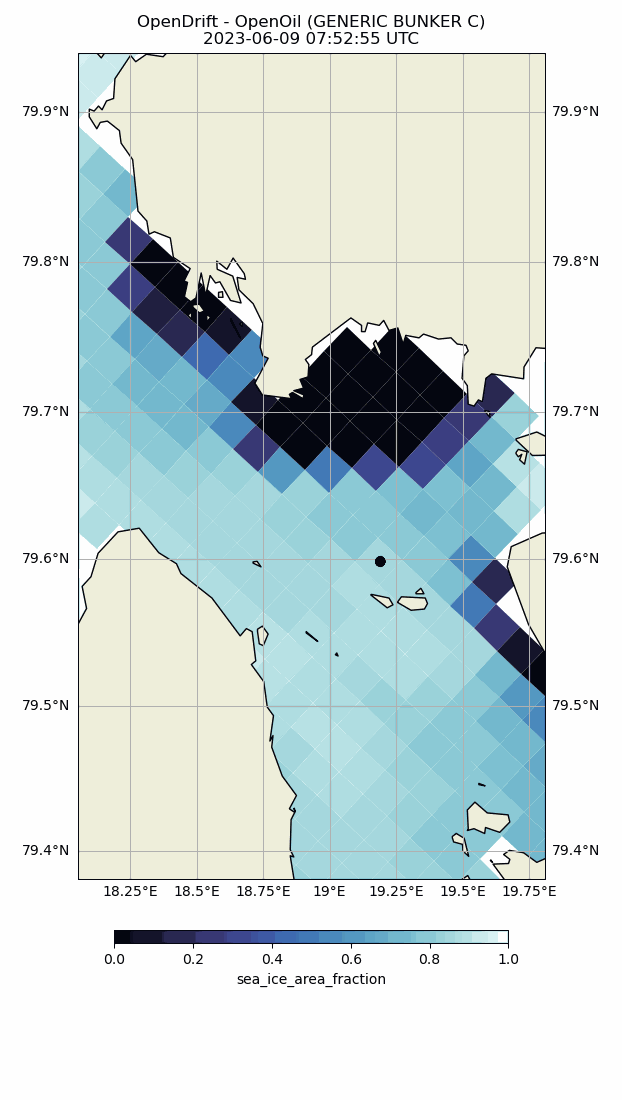 OpenDrift - OpenOil (GENERIC BUNKER C)
2023-06-09 07:52:55 UTC
79.9°N 79.9°N
79.8°N 79.8°N
79.7°N 79.7°N
79.6°N 79.6°N
79.5°N 79.5°N
79.4°N 79.4°N
18.25°E 18.5°E 18.75°E 19°E 19.25°E 19.5°E 19.75°E
0.0 0.2 0.4 0.6 0.8 1.0
sea_ice_area_fraction